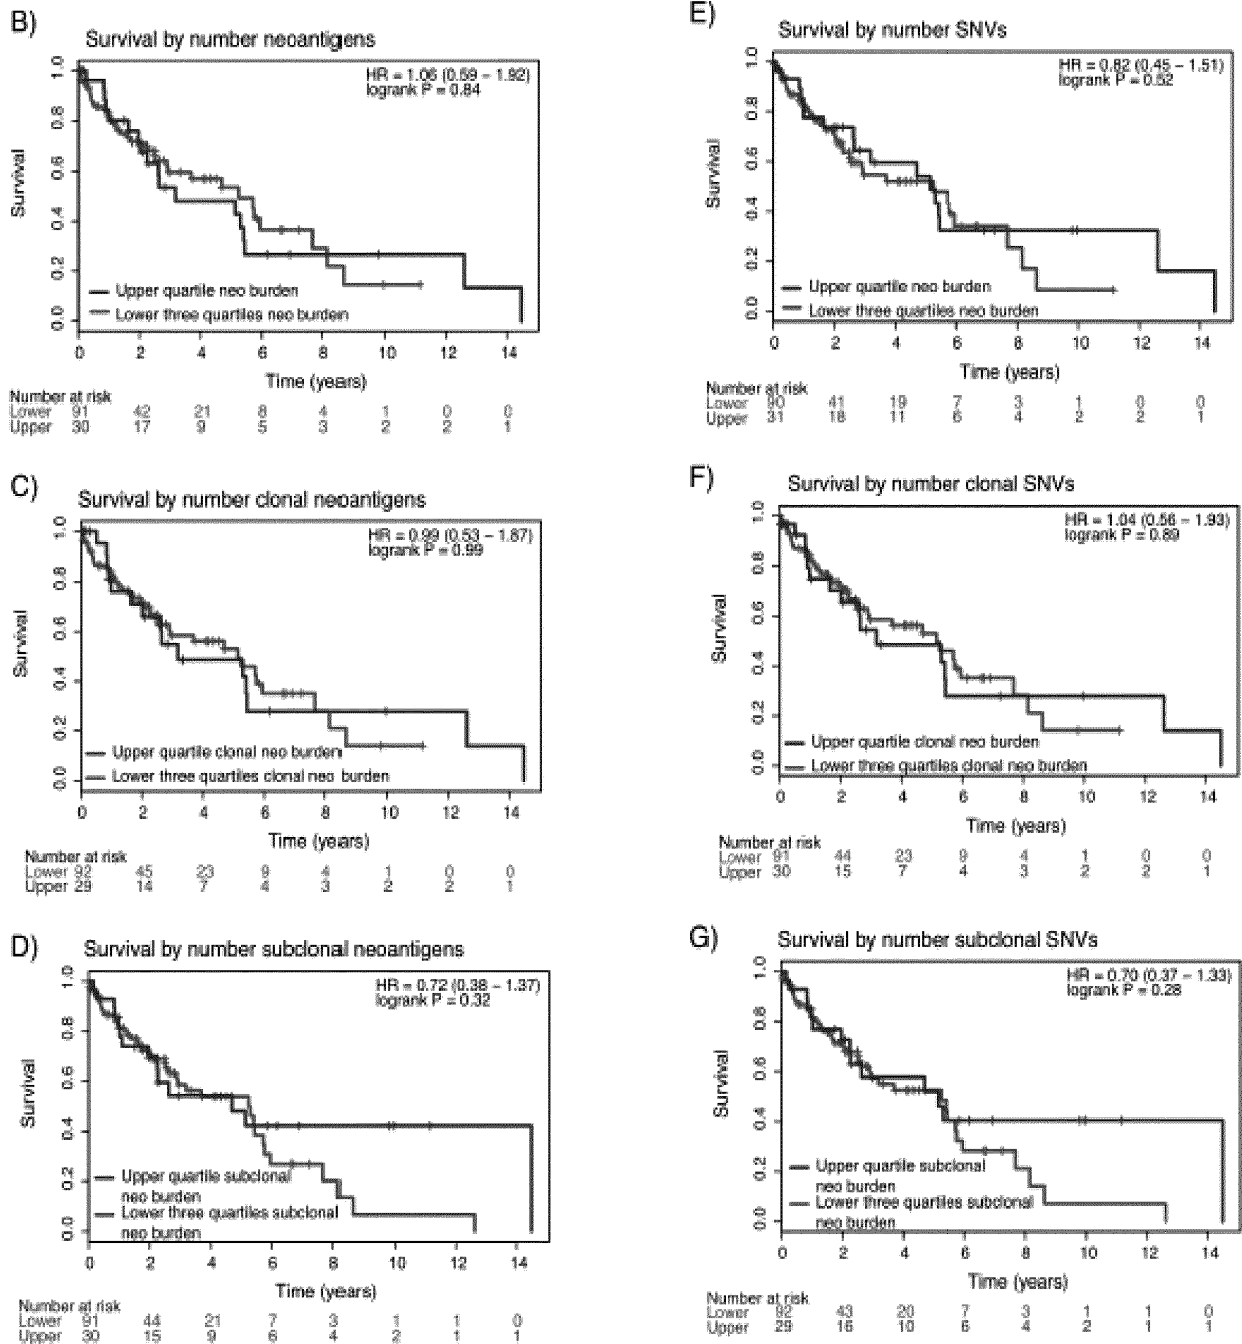 B)
Survival by number neoantigens
HR = 1.06 (0.59 – 1.92)
logrank P = 0.84
Survival
1.0
0.8
0.6
0.4
0.2
0.0
Upper quartile neo burden
Lower three quartiles neo burden
0 2 4 6 8 10 12 14
Time (years)
Number at risk
Lower 91 42 21 8 4 1 0 0
Upper 30 17 9 5 3 2 2 1
E)
Survival by number SNVs
HR = 0.82 (0.45 – 1.51)
logrank P = 0.52
Survival
1.0
0.8
0.6
0.4
0.2
0.0
Upper quartile neo burden
Lower three quartiles neo burden
0 2 4 6 8 10 12 14
Time (years)
Number at risk
Lower 90 41 19 7 3 1 0 0
Upper 31 18 11 6 4 2 2 1
C)
Survival by number clonal neoantigens
HR = 0.99 (0.53 – 1.87)
logrank P = 0.99
Survival
1.0
0.8
0.6
0.4
0.2
0.0
Upper quartile clonal neo burden
Lower three quartiles clonal neo burden
0 2 4 6 8 10 12 14
Time (years)
Number at risk
Lower 92 45 23 9 4 1 0 0
Upper 29 14 7 4 3 2 2 1
F)
Survival by number clonal SNVs
HR = 1.04 (0.56 – 1.93)
logrank P = 0.89
Survival
1.0
0.8
0.6
0.4
0.2
0.0
Upper quartile clonal neo burden
Lower three quartiles clonal neo burden
0 2 4 6 8 10 12 14
Time (years)
Number at risk
Lower 91 44 23 9 4 1 0 0
Upper 30 15 7 4 3 2 2 1
D)
Survival by number subclonal neoantigens
HR = 0.72 (0.38 – 1.37)
logrank P = 0.32
Survival
1.0
0.8
0.6
0.4
0.2
0.0
Upper quartile subclonal
neo burden
Lower three quartiles subclonal
neo burden
0 2 4 6 8 10 12 14
Time (years)
Number at risk
Lower 91 44 21 7 3 1 1 0
Upper 30 15 9 6 4 2 1 1
G)
Survival by number subclonal SNVs
HR = 0.70 (0.37 – 1.33)
logrank P = 0.28
Survival
1.0
0.8
0.6
0.4
0.2
0.0
Upper quartile subclonal
neo burden
Lower three quartiles subclonal
neo burden
0 2 4 6 8 10 12 14
Time (years)
Number at risk
Lower 92 43 20 7 3 1 1 0
Upper 29 16 10 6 4 2 1 1